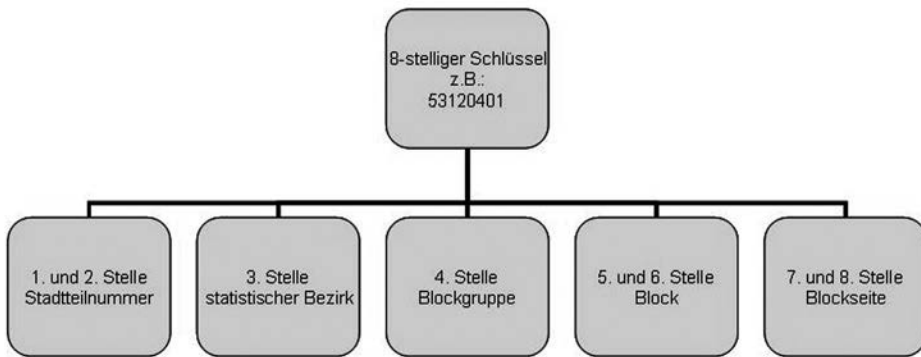 8-stelliger Schlüssel
z.B.:
53120401
1. und 2. Stelle
Stadtteilnummer
3. Stelle
statistischer Bezirk
4. Stelle
Blockgruppe
5. und 6. Stelle
Block
7. und 8. Stelle
Blockseite